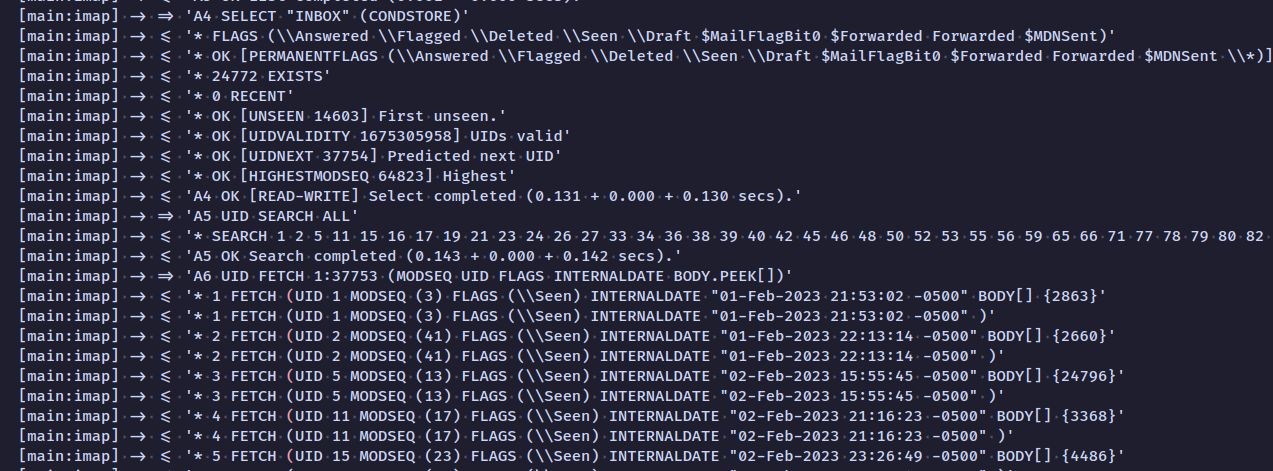 [main:imap] → ⇒ 'A4 SELECT "INBOX" (CONDSTORE)'
[main:imap] → ⩽ '* FLAGS (\\Answered \\Flagged \\Deleted \\Seen \\Draft $MailFlagBit0 $Forwarded Forwarded $MDNSent)'
[main:imap] → ⩽ '* OK [PERMANENTFLAGS (\\Answered \\Flagged \\Deleted \\Seen \\Draft $MailFlagBit0 $Forwarded Forwarded $MDNSent \\*)]
[main:imap] → ⩽ '* 24772 EXISTS'
[main:imap] → ⩽ '* 0 RECENT'
[main:imap] → ⩽ '* OK [UNSEEN 14603] First unseen.'
[main:imap] → ⩽ '* OK [UIDVALIDITY 1675305958] UIDs valid'
[main:imap] → ⩽ '* OK [UIDNEXT 37754] Predicted next UID'
[main:imap] → ⩽ '* OK [HIGHESTMODSEQ 64823] Highest'
[main:imap] → ⩽ 'A4 OK [READ-WRITE] Select completed (0.131 + 0.000 + 0.130 secs).'
[main:imap] → ⇒ 'A5 UID SEARCH ALL'
[main:imap] → ⩽ '* SEARCH 1 2 5 11 15 16 17 19 21 23 24 26 27 33 34 36 38 39 40 42 45 46 48 50 52 53 55 56 59 65 66 71 77 78 79 80 82
[main:imap] → ⩽ 'A5 OK Search completed (0.143 + 0.000 + 0.142 secs).'
[main:imap] → ⇒ 'A6 UID FETCH 1:37753 (MODSEQ UID FLAGS INTERNALDATE BODY.PEEK[])'
[main:imap] → ⩽ '* 1 FETCH (UID 1 MODSEQ (3) FLAGS (\\Seen) INTERNALDATE "01-Feb-2023 21:53:02 -0500" BODY[] {2863}'
[main:imap] → ⩽ '* 1 FETCH (UID 1 MODSEQ (3) FLAGS (\\Seen) INTERNALDATE "01-Feb-2023 21:53:02 -0500" )'
[main:imap] → ⩽ '* 2 FETCH (UID 2 MODSEQ (41) FLAGS (\\Seen) INTERNALDATE "01-Feb-2023 22:13:14 -0500" BODY[] {2660}'
[main:imap] → ⩽ '* 2 FETCH (UID 2 MODSEQ (41) FLAGS (\\Seen) INTERNALDATE "01-Feb-2023 22:13:14 -0500" )'
[main:imap] → ⩽ '* 3 FETCH (UID 5 MODSEQ (13) FLAGS (\\Seen) INTERNALDATE "02-Feb-2023 15:55:45 -0500" BODY[] {24796}'
[main:imap] → ⩽ '* 3 FETCH (UID 5 MODSEQ (13) FLAGS (\\Seen) INTERNALDATE "02-Feb-2023 15:55:45 -0500" )'
[main:imap] → ⩽ '* 4 FETCH (UID 11 MODSEQ (17) FLAGS (\\Seen) INTERNALDATE "02-Feb-2023 21:16:23 -0500" BODY[] {3368}'
[main:imap] → ⩽ '* 4 FETCH (UID 11 MODSEQ (17) FLAGS (\\Seen) INTERNALDATE "02-Feb-2023 21:16:23 -0500" )'
[main:imap] → ⩽ '* 5 FETCH (UID 15 MODSEQ (23) FLAGS (\\Seen) INTERNALDATE "02-Feb-2023 23:26:49 -0500" BODY[] {4486}'